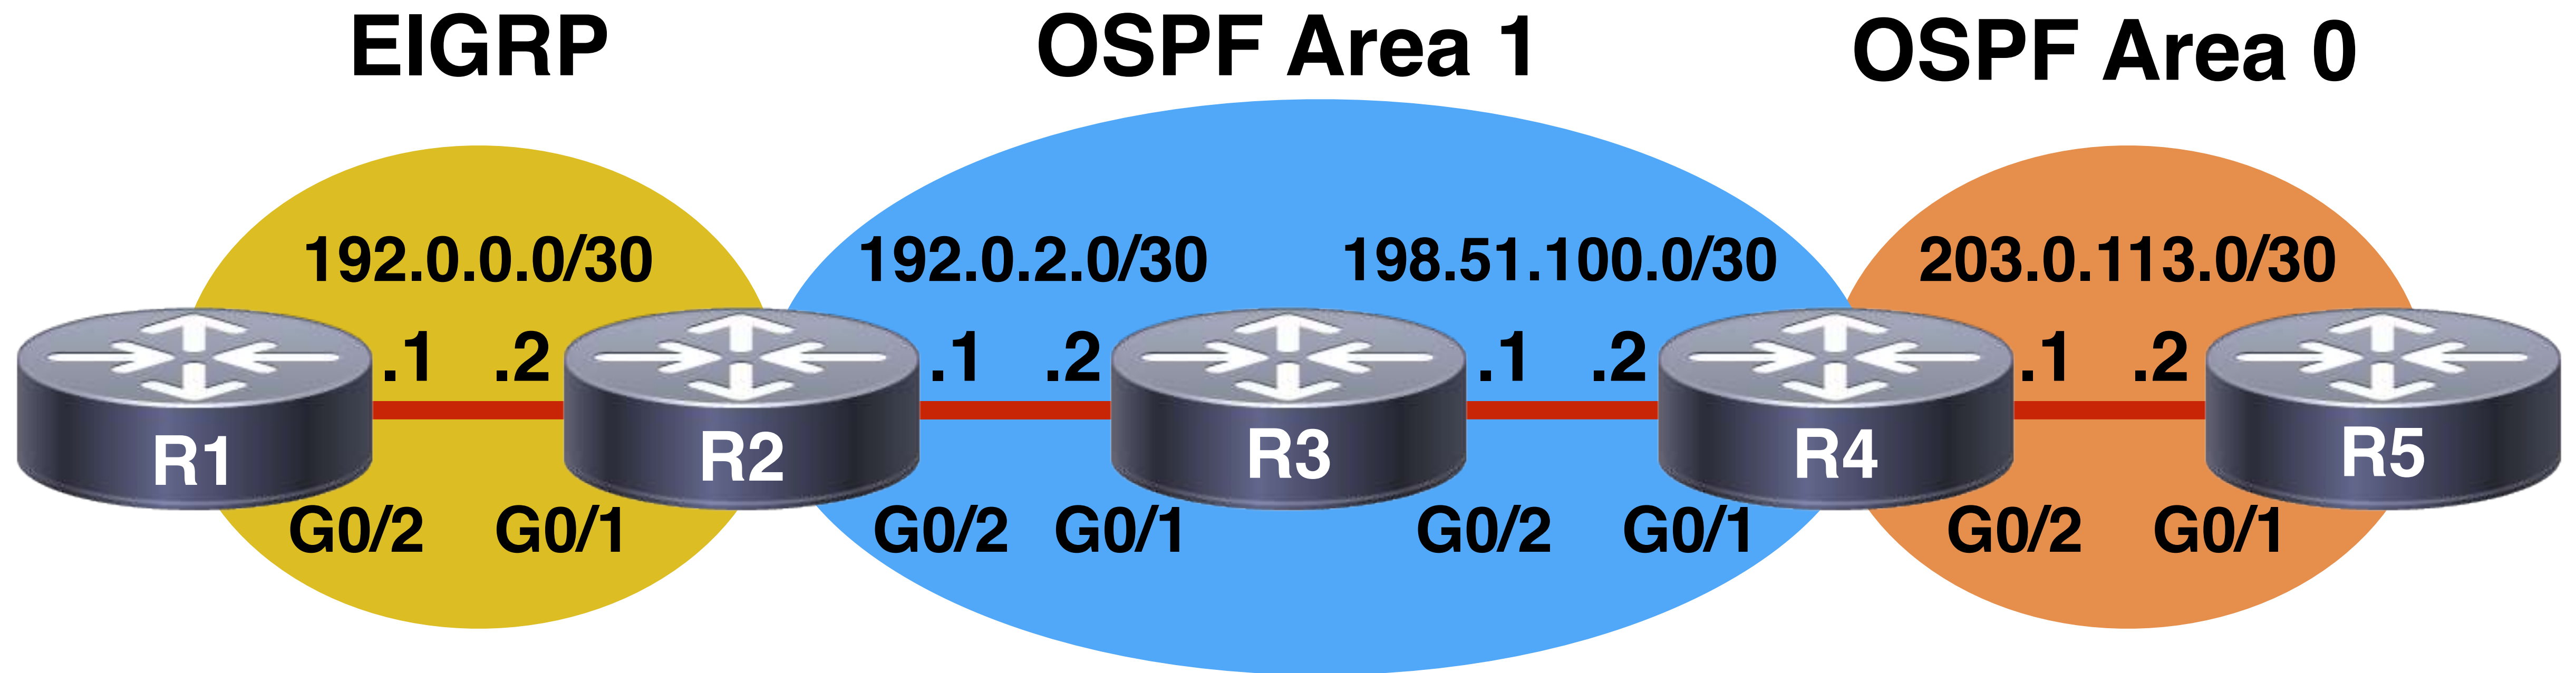 EIGRP
OSPF Area 1
OSPF Area 0
192.0.0.0/30
192.0.2.0/30
198.51.100.0/30
203.0.113.0/30
.1 .2 .1 .2 .1 .2 .1 .2
R1 R2 R3 R4 R5
G0/2 G0/1 G0/2 G0/1 G0/2 G0/1 G0/2 G0/1